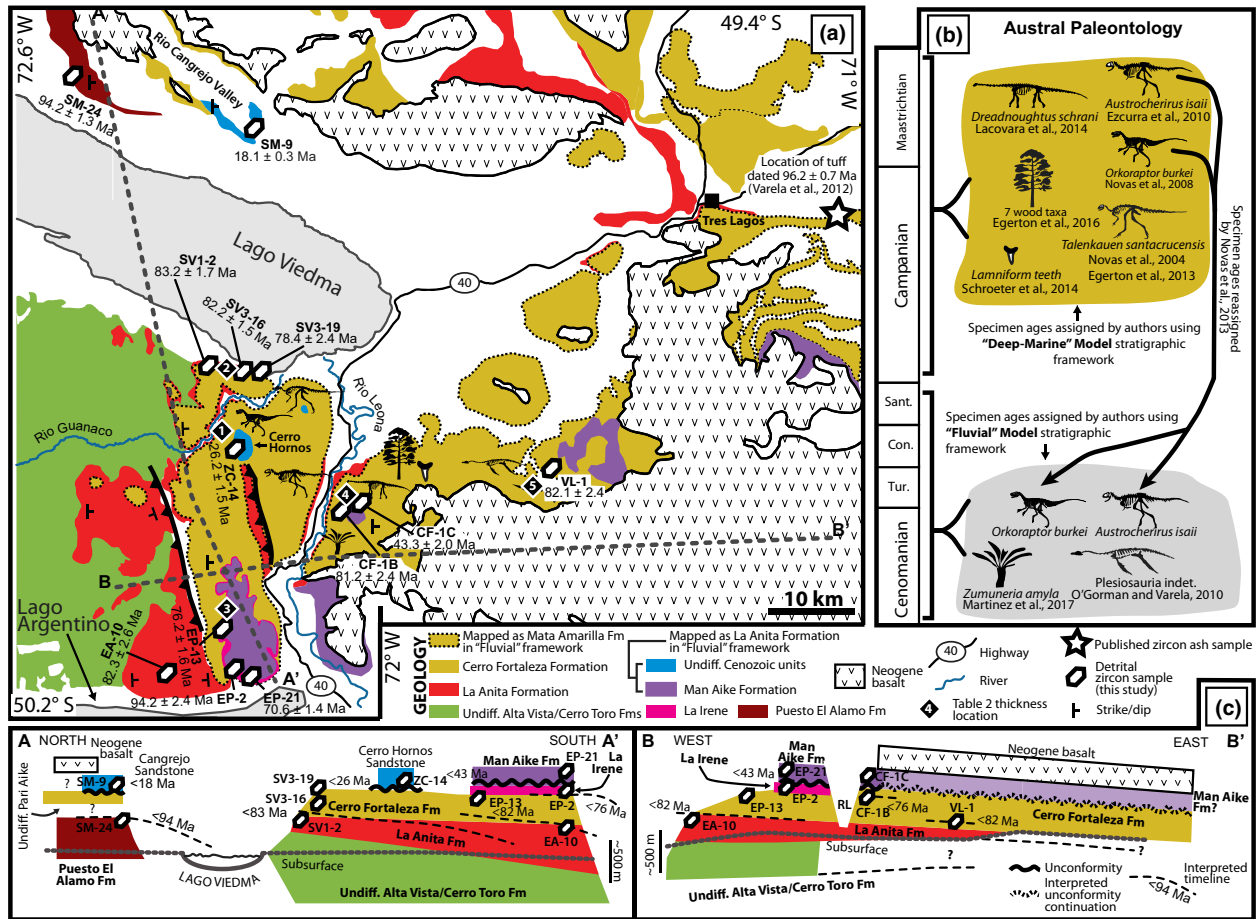 72.6° W
A
49.4° S
(a)
71° W
Rio Cangrejo Valley
SM-24
94.2 ± 1.3 Ma
SM-9
18.1 ± 0.3 Ma
Location of tuff
dated 96.2 ± 0.7 Ma
(Varela et al., 2012)
Tres Lagos
Lago Viedma
40
SV1-2
83.2 ± 1.7 Ma
SV3-16
82.2 ± 1.5 Ma
SV3-19
78.4 ± 2.4 Ma
2
Rio Leona
Rio Guanaco
1
Cerro
Hornos
ZC-14
26.2 ± 1.5 Ma
VL-1
82.1 ± 2.4
5
4
CF-1C
43.3 ± 2.0 Ma
CF-1B
81.2 ± 2.4 Ma
B
B'
Lago
Argentino
3
EA-10
82.3 ± 2.6 Ma
EP-13
76.2 ± 1.6 Ma
94.2 ± 2.4 Ma
EP-2
EP-21
70.6 ± 1.4 Ma
A'
40
50.2° S
72° W
10 km
GEOLOGY
Mapped as Mata Amarilla Fm
in "Fluvial" framework
Cerro Fortaleza Formation
La Anita Formation
Undiff. Alta Vista/Cerro Toro Fms
Mapped as La Anita Formation
in "Fluvial" framework
Undiff. Cenozoic units
Man Aike Formation
La Irene
Puesto El Alamo Fm
Neogene
basalt
40
Highway
River
4
Table 2 thickness
location
Published zircon ash sample
Detrital
zircon sample
(this study)
Strike/dip
(b)
Austral Paleontology
Maastrichtian
Campanian
Sant.
Con.
Tur.
Cenomanian
Dreadnoughtus schrani
Lacovara et al., 2014
Austrocherirus isaii
Ezcurra et al., 2010
Orkoraptor burkei
Novas et al., 2008
7 wood taxa
Egerton et al., 2016
Talenkauen santacrucensis
Novas et al., 2004
Egerton et al., 2013
Lamniform teeth
Schroeter et al., 2014
Specimen ages assigned by authors using
"Deep-Marine" Model stratigraphic
framework
Specimen ages reassigned
by Novas et al., 2013
Specimen ages assigned by authors using
"Fluvial" Model stratigraphic
framework
Orkoraptor burkei
Austrocherirus isaii
Zumuneria amyla
Martinez et al., 2017
Plesiosauria indet.
O'Gorman and Varela, 2010
(c)
A NORTH
SOUTH A'
Undiff. Pari Aike
Neogene
basalt
Cangrejo
Sandstone
<18 Ma
SM-9
?
?
SM-24
<94 Ma
Puesto El
Alamo Fm
LAGO VIEDMA
SV3-19
SV3-16
<83 Ma
SV1-2
<26 Ma
Cerro Hornos
Sandstone
ZC-14
Cerro Fortaleza Fm
La Anita Fm
Subsurface
Undiff. Alta Vista/Cerro Toro Fm
Man Aike Fm
<43 Ma
EP-21
La
Irene
EP-13
<82 Ma
EP-2
<76 Ma
EA-10
~500 m
B WEST
EAST B'
La Irene
Man
Aike Fm
EP-21
<43 Ma
EP-2
EP-13
<82 Ma
EA-10
RL
~500 m
Undiff. Alta Vista/Cerro Toro Fm
Neogene basalt
CF-1C
<76 Ma
CF-1B
VL-1
<82 Ma
Cerro Fortaleza Fm
Man Aike
Fm?
La Anita Fm
Subsurface
?
?
Unconformity
Interpreted
unconformity
continuation
Interpreted
timeline
<94 Ma